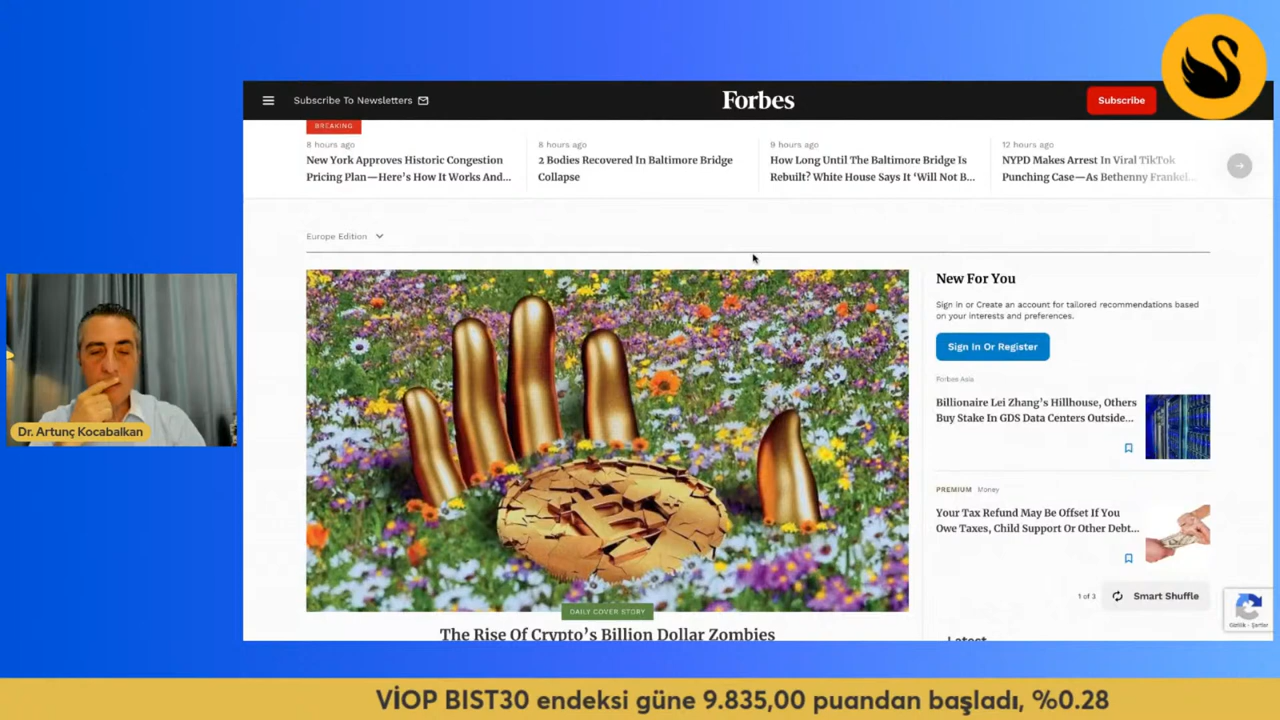 Subscribe To Newsletters
Forbes
Subscribe
BREAKING
8 hours ago
New York Approves Historic Congestion
Pricing Plan—Here's How It Works And...
8 hours ago
2 Bodies Recovered In Baltimore Bridge
Collapse
9 hours ago
How Long Until The Baltimore Bridge Is
Rebuilt? White House Says It ‘Will Not B...
12 hours ago
NYPD Makes Arrest In Viral TikTok
Punching Case—As Bethenny Frankel...
Europe Edition
New For You
Sign in or Create an account for tailored recommendations based
on your interests and preferences.
Sign In Or Register
Forbes Asia
Billionaire Lei Zhang’s Hillhouse, Others
Buy Stake In GDS Data Centers Outside...
PREMIUM Money
Your Tax Refund May Be Offset If You
Owe Taxes, Child Support Or Other Debt...
1 of 3
Smart Shuffle
Latest
Gizlilik - Şartlar
DAILY COVER STORY
The Rise Of Crypto’s Billion Dollar Zombies
Dr. Artunç Kocabalkan
VİOP BIST30 endeksi güne 9.835,00 puandan başladı, %0.28